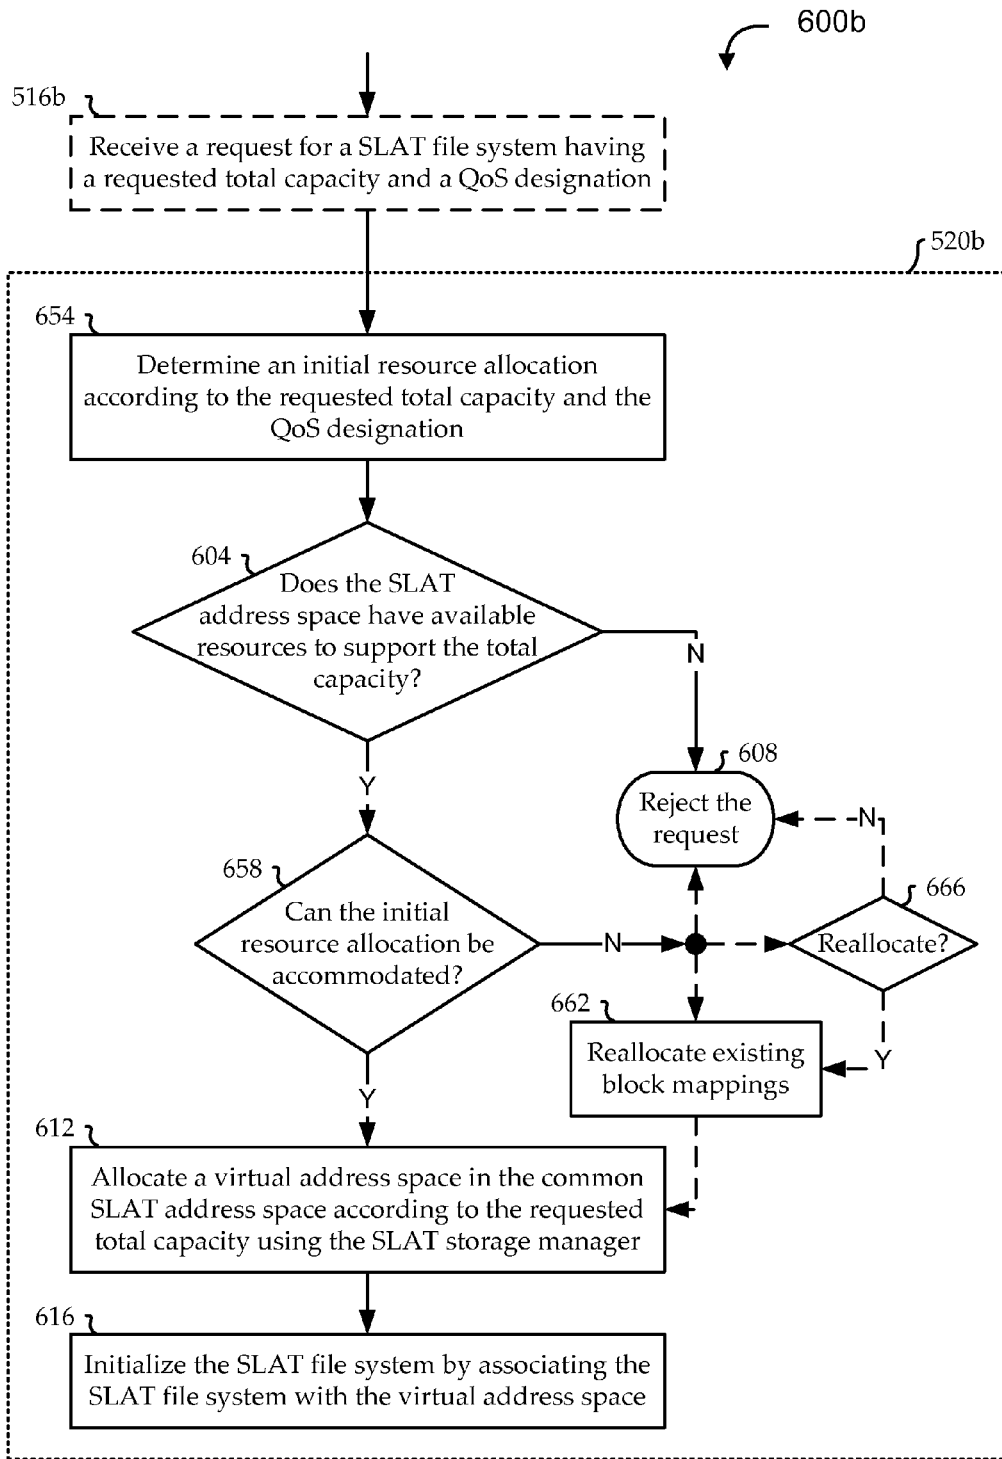 600b
516b
Receive a request for a SLAT file system having
a requested total capacity and a QoS designation
520b
654
Determine an initial resource allocation
according to the requested total capacity and the
QoS designation
604
Does the SLAT
address space have available
resources to support the total
capacity?
N
Y
608
Reject the
request
N
658
Can the initial
resource allocation be
accommodated?
N
666
Reallocate?
Y
662
Reallocate existing
block mappings
Y
612
Allocate a virtual address space in the common
SLAT address space according to the requested
total capacity using the SLAT storage manager
616
Initialize the SLAT file system by associating the
SLAT file system with the virtual address space